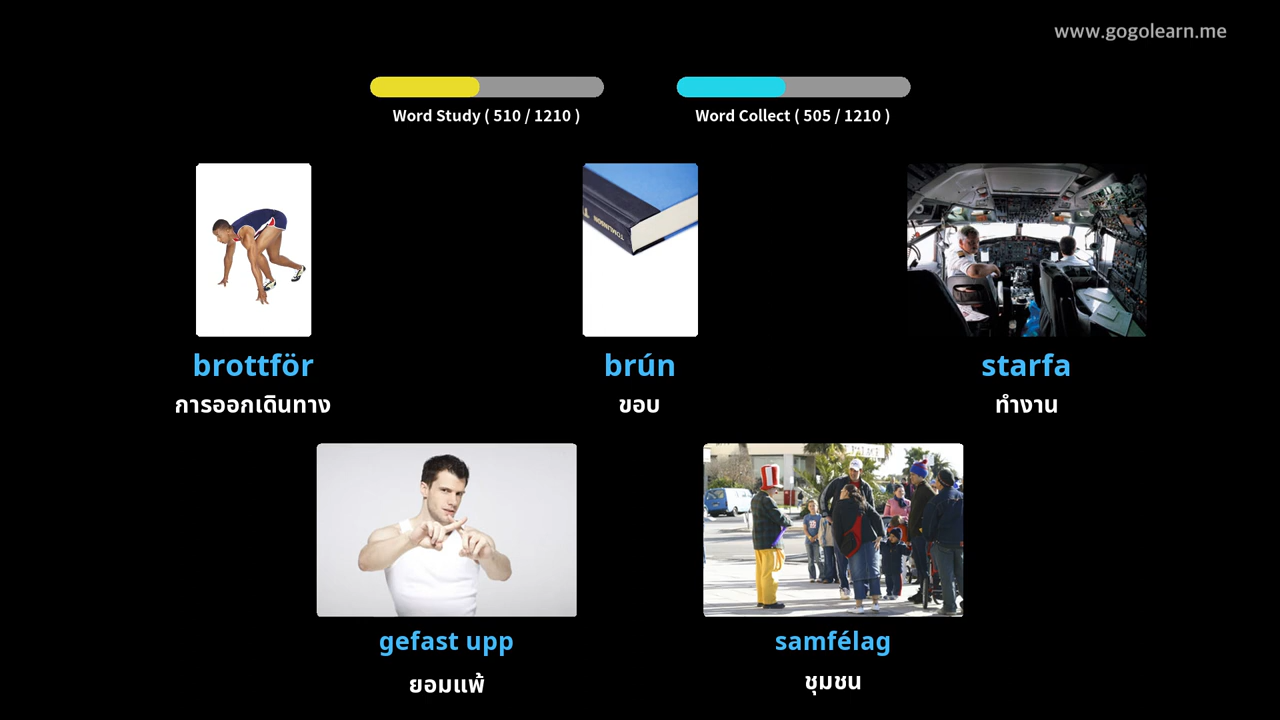 www.gogolearn.me
Word Study ( 510 / 1210 )
Word Collect ( 505 / 1210 )
TOMLINSON
brottför
brún
starfa
การออกเดินทาง
ขอบ
ทำงาน
gefast upp
samfélag
ยอมแพ้
ชุมชน